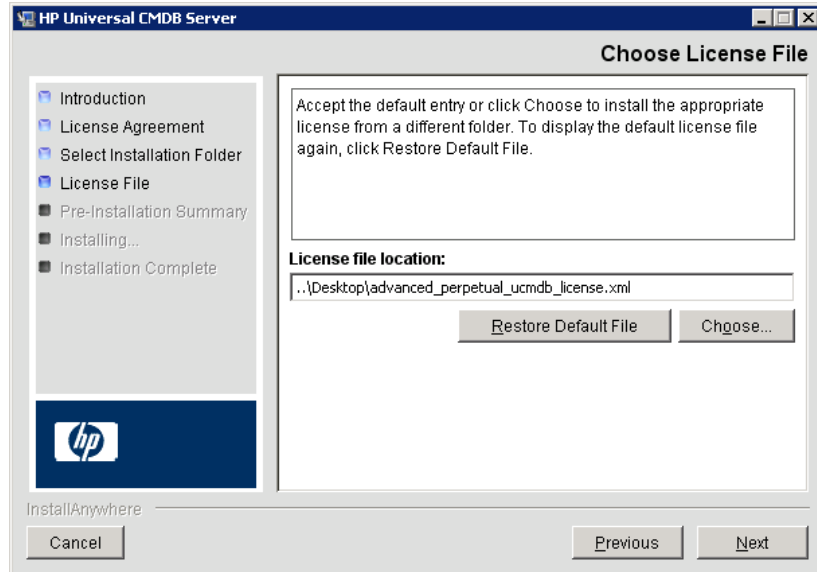 HP Universal CMDB Server
Choose License File
Introduction
License Agreement
Select Installation Folder
License File
Pre-Installation Summary
Installing...
Installation Complete
Accept the default entry or click Choose to install the appropriate
license from a different folder. To display the default license file
again, click Restore Default File.
License file location:
..\Desktop\advanced_perpetual_ucmdb_license.xml
Restore Default File
Choose...
hp
InstallAnywhere
Cancel
Previous
Next